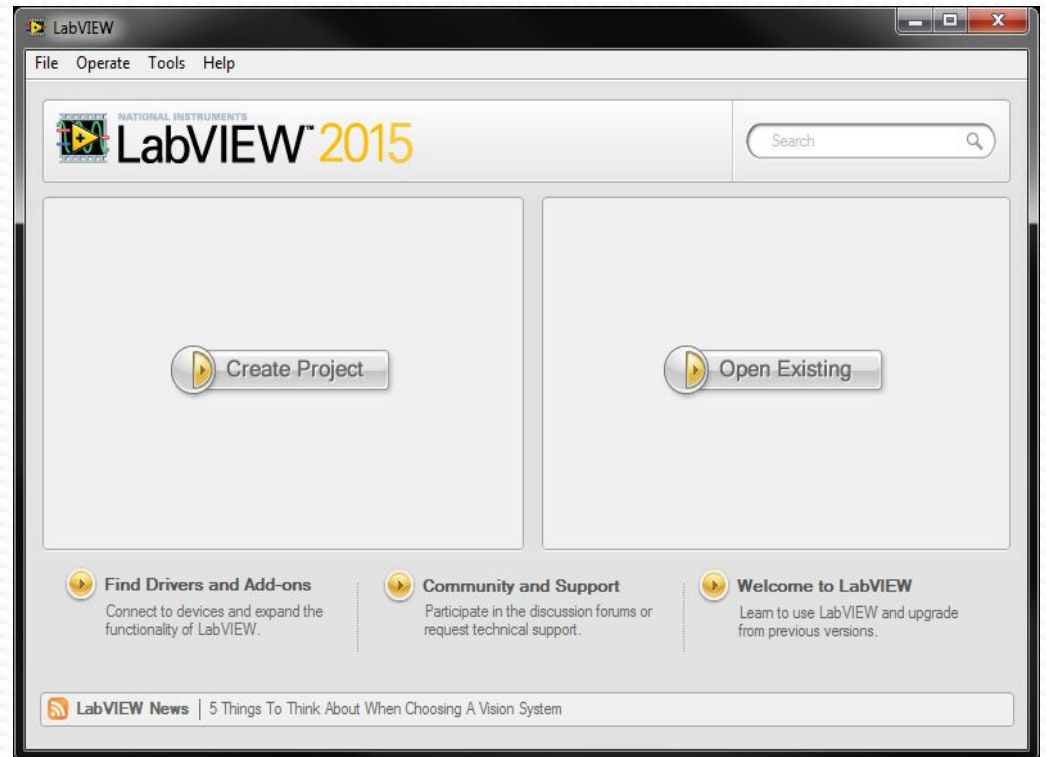 LabVIEW
File Operate Tools Help
NATIONAL INSTRUMENTS
LabVIEW™ 2015
Search
Create Project
Open Existing
Find Drivers and Add-ons
Connect to devices and expand the
functionality of LabVIEW.
Community and Support
Participate in the discussion forums or
request technical support.
Welcome to LabVIEW
Learn to use LabVIEW and upgrade
from previous versions.
LabVIEW News | 5 Things To Think About When Choosing A Vision System